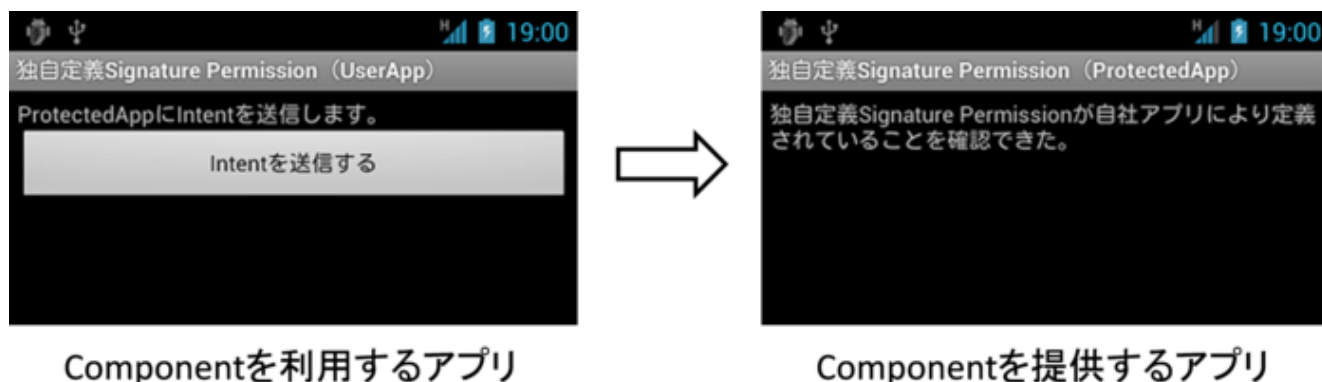 H 19:00
独自定義Signature Permission（UserApp）
ProtectedAppにIntentを送信します。
Intentを送信する
Componentを利用するアプリ
H 19:00
独自定義Signature Permission（ProtectedApp）
独自定義Signature Permissionが自社アプリにより定義
されていることを確認できた。
Componentを提供するアプリ